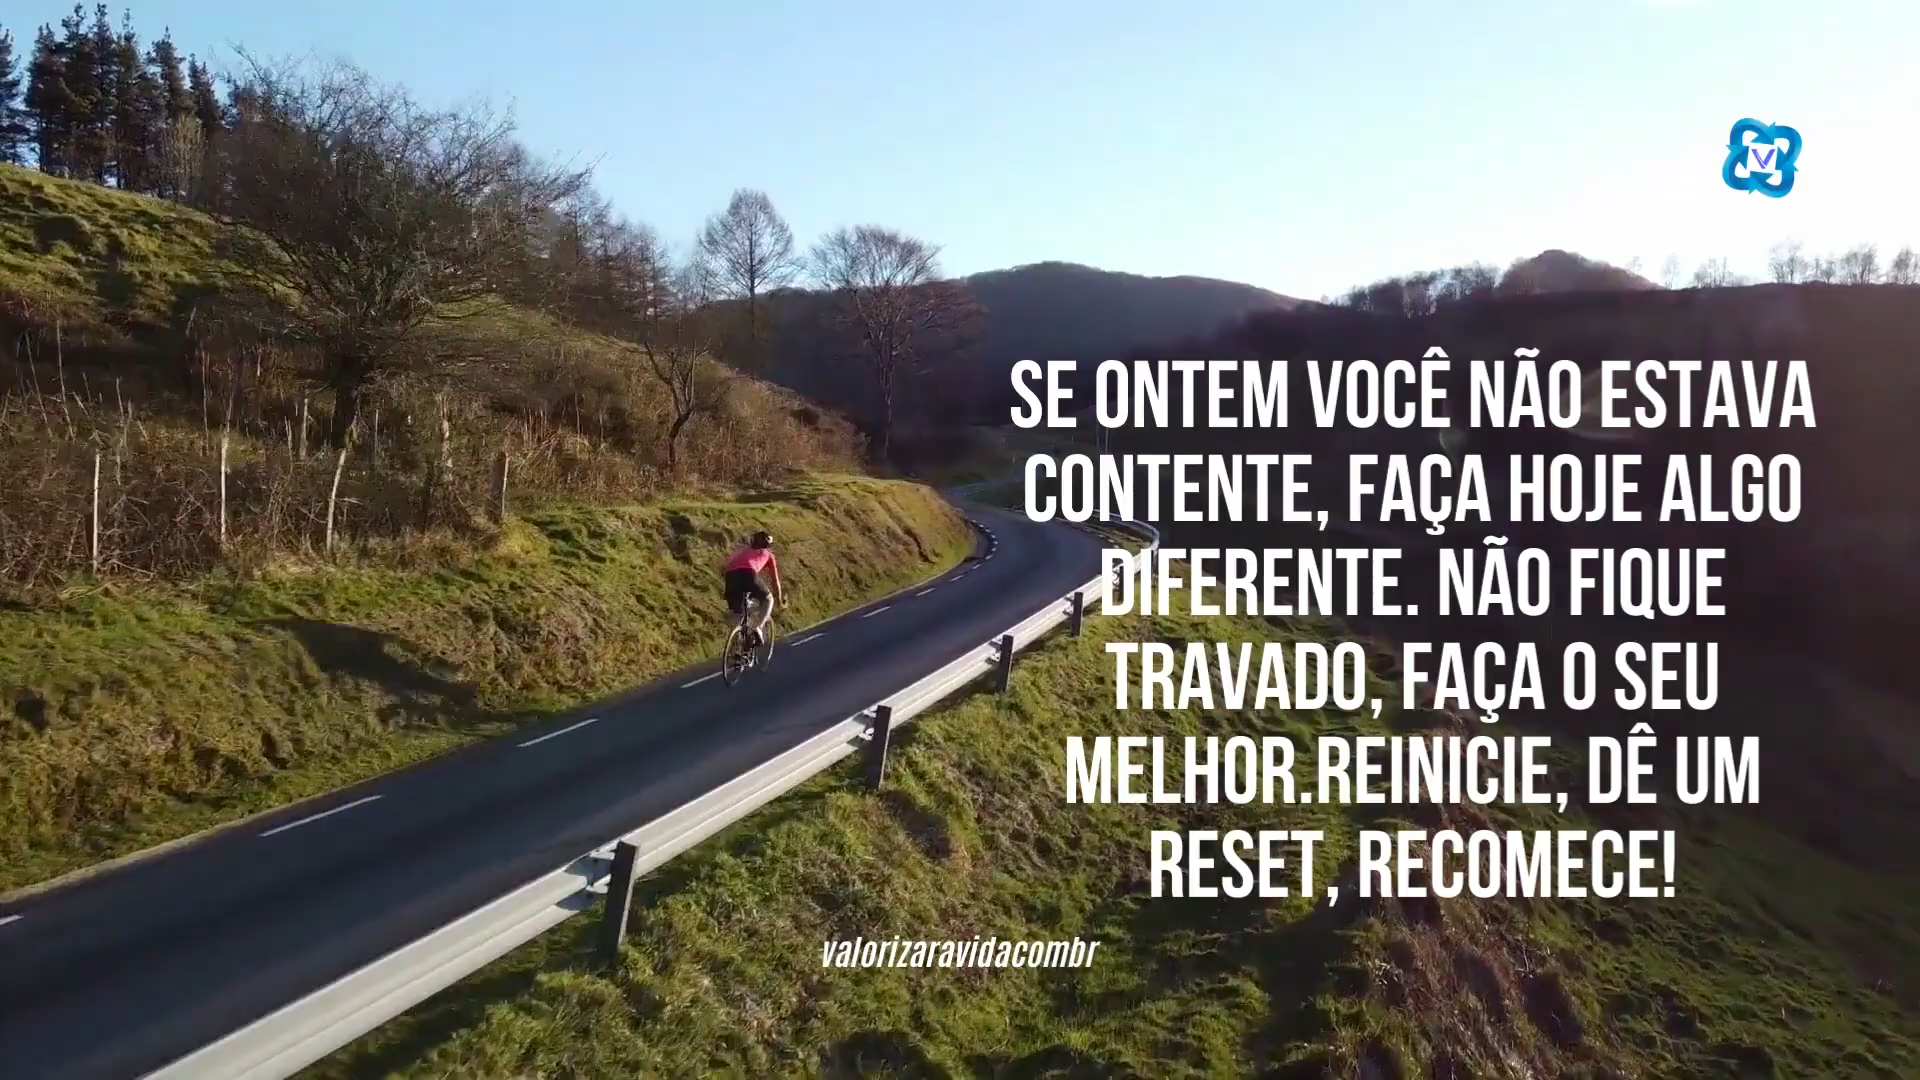 V
SE ONTEM VOCÊ NÃO ESTAVA
CONTENTE, FAÇA HOJE ALGO
DIFERENTE. NÃO FIQUE
TRAVADO, FAÇA O SEU
MELHOR.REINICIE, DÊ UM
RESET, RECOMECE!
valorizaravidacombr